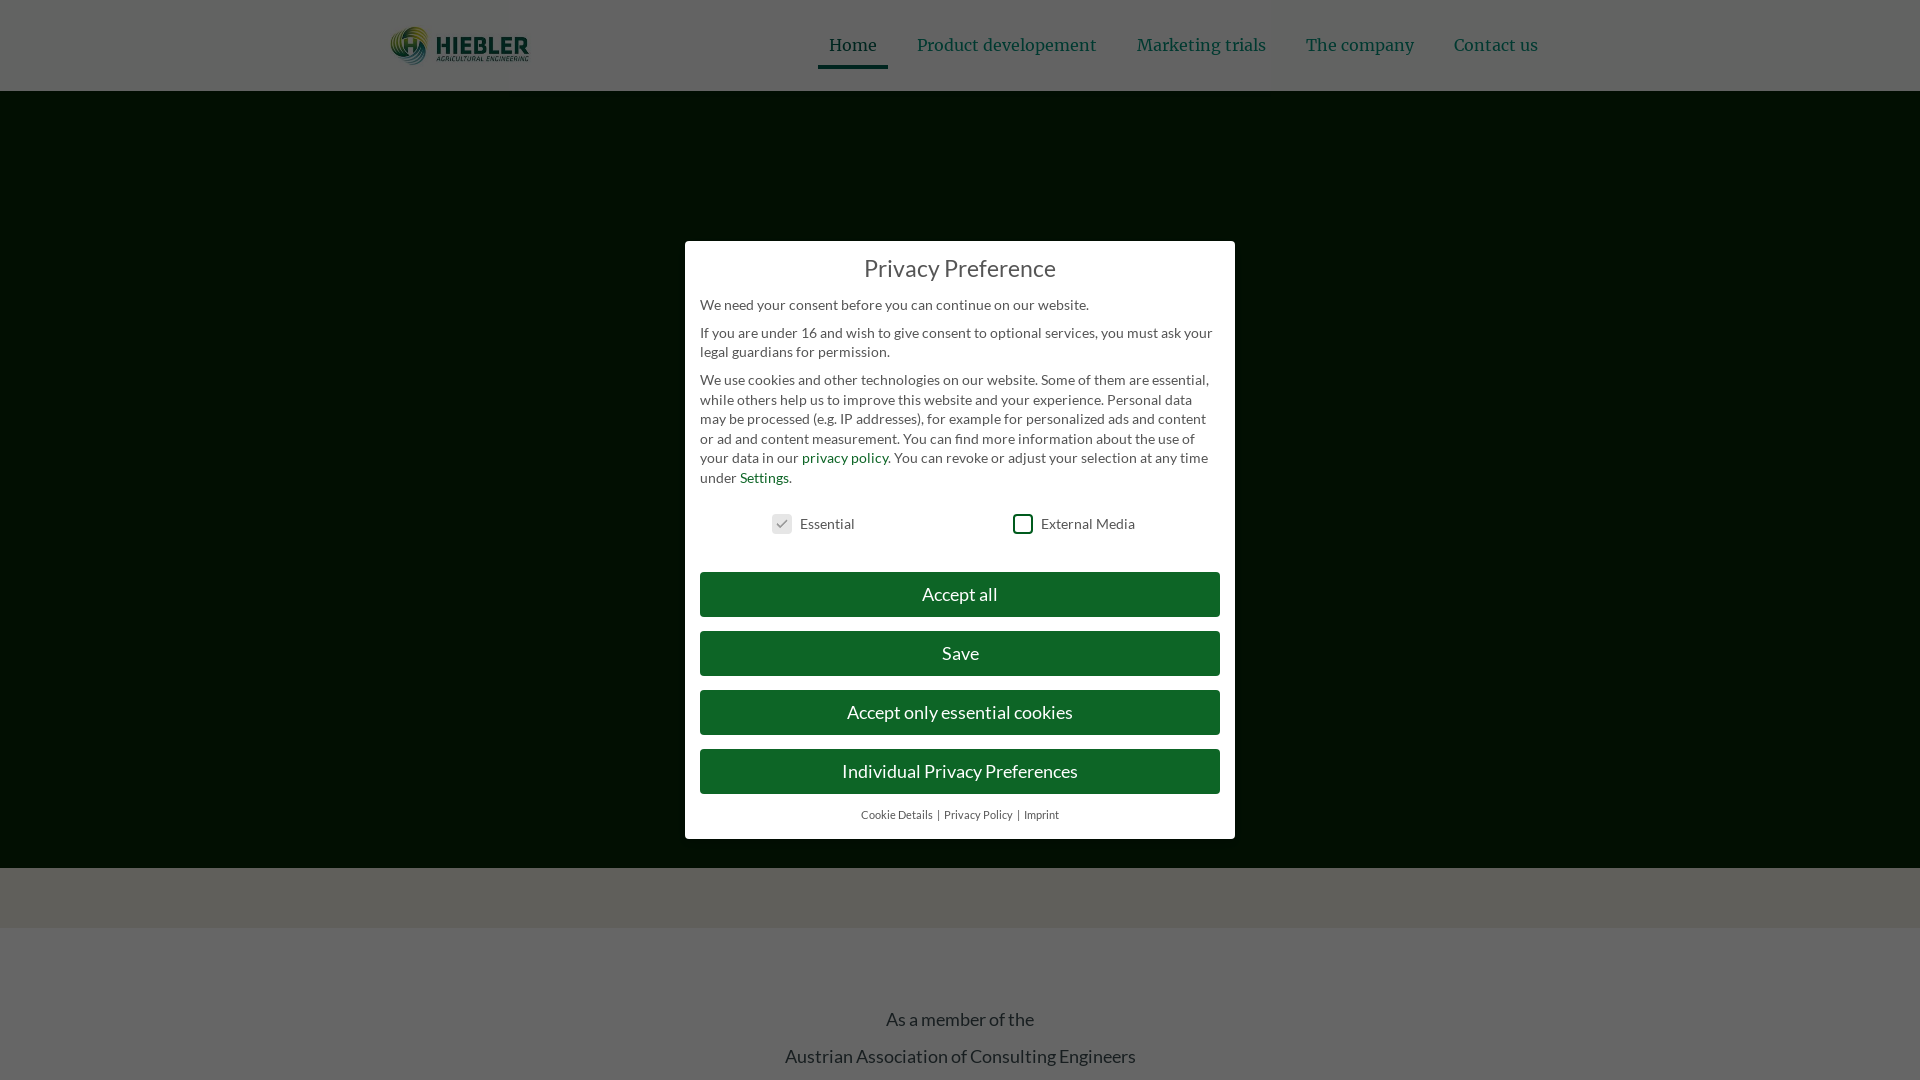 HIEBLER
AGRICULTURAL ENGINEERING
Home
Product developement
Marketing trials
The company
Contact us
Privacy Preference
We need your consent before you can continue on our website.
If you are under 16 and wish to give consent to optional services, you must ask your
legal guardians for permission.
We use cookies and other technologies on our website. Some of them are essential,
while others help us to improve this website and your experience. Personal data
may be processed (e.g. IP addresses), for example for personalized ads and content
or ad and content measurement. You can find more information about the use of
your data in our privacy policy. You can revoke or adjust your selection at any time
under Settings.
Essential
External Media
Accept all
Save
Accept only essential cookies
Individual Privacy Preferences
Cookie Details | Privacy Policy | Imprint
As a member of the
Austrian Association of Consulting Engineers